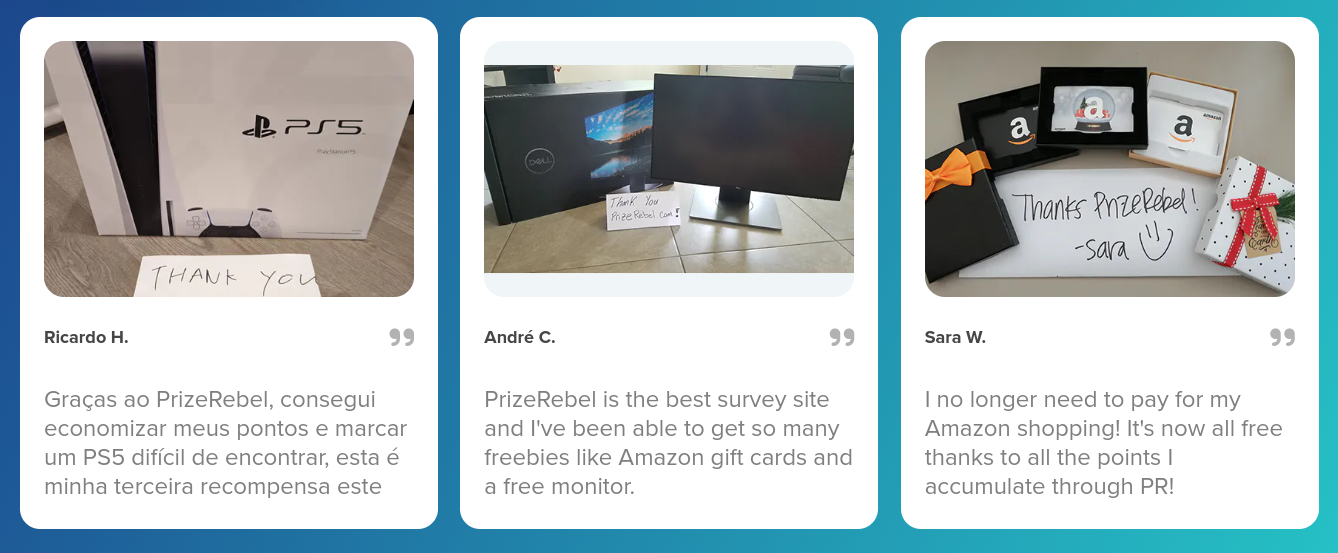 PS5
PlayStation5
THANK YOU
Ricardo H.
Graças ao PrizeRebel, consegui
economizar meus pontos e marcar
um PS5 difícil de encontrar, esta é
minha terceira recompensa este
DELL
Thank You
PrizeRebel.com!
André C.
PrizeRebel is the best survey site
and I've been able to get so many
freebies like Amazon gift cards and
a free monitor.
a
a
amazon
a
Thanks PrizeRebel!
-Sara
Sara W.
I no longer need to pay for my
Amazon shopping! It's now all free
thanks to all the points I
accumulate through PR!